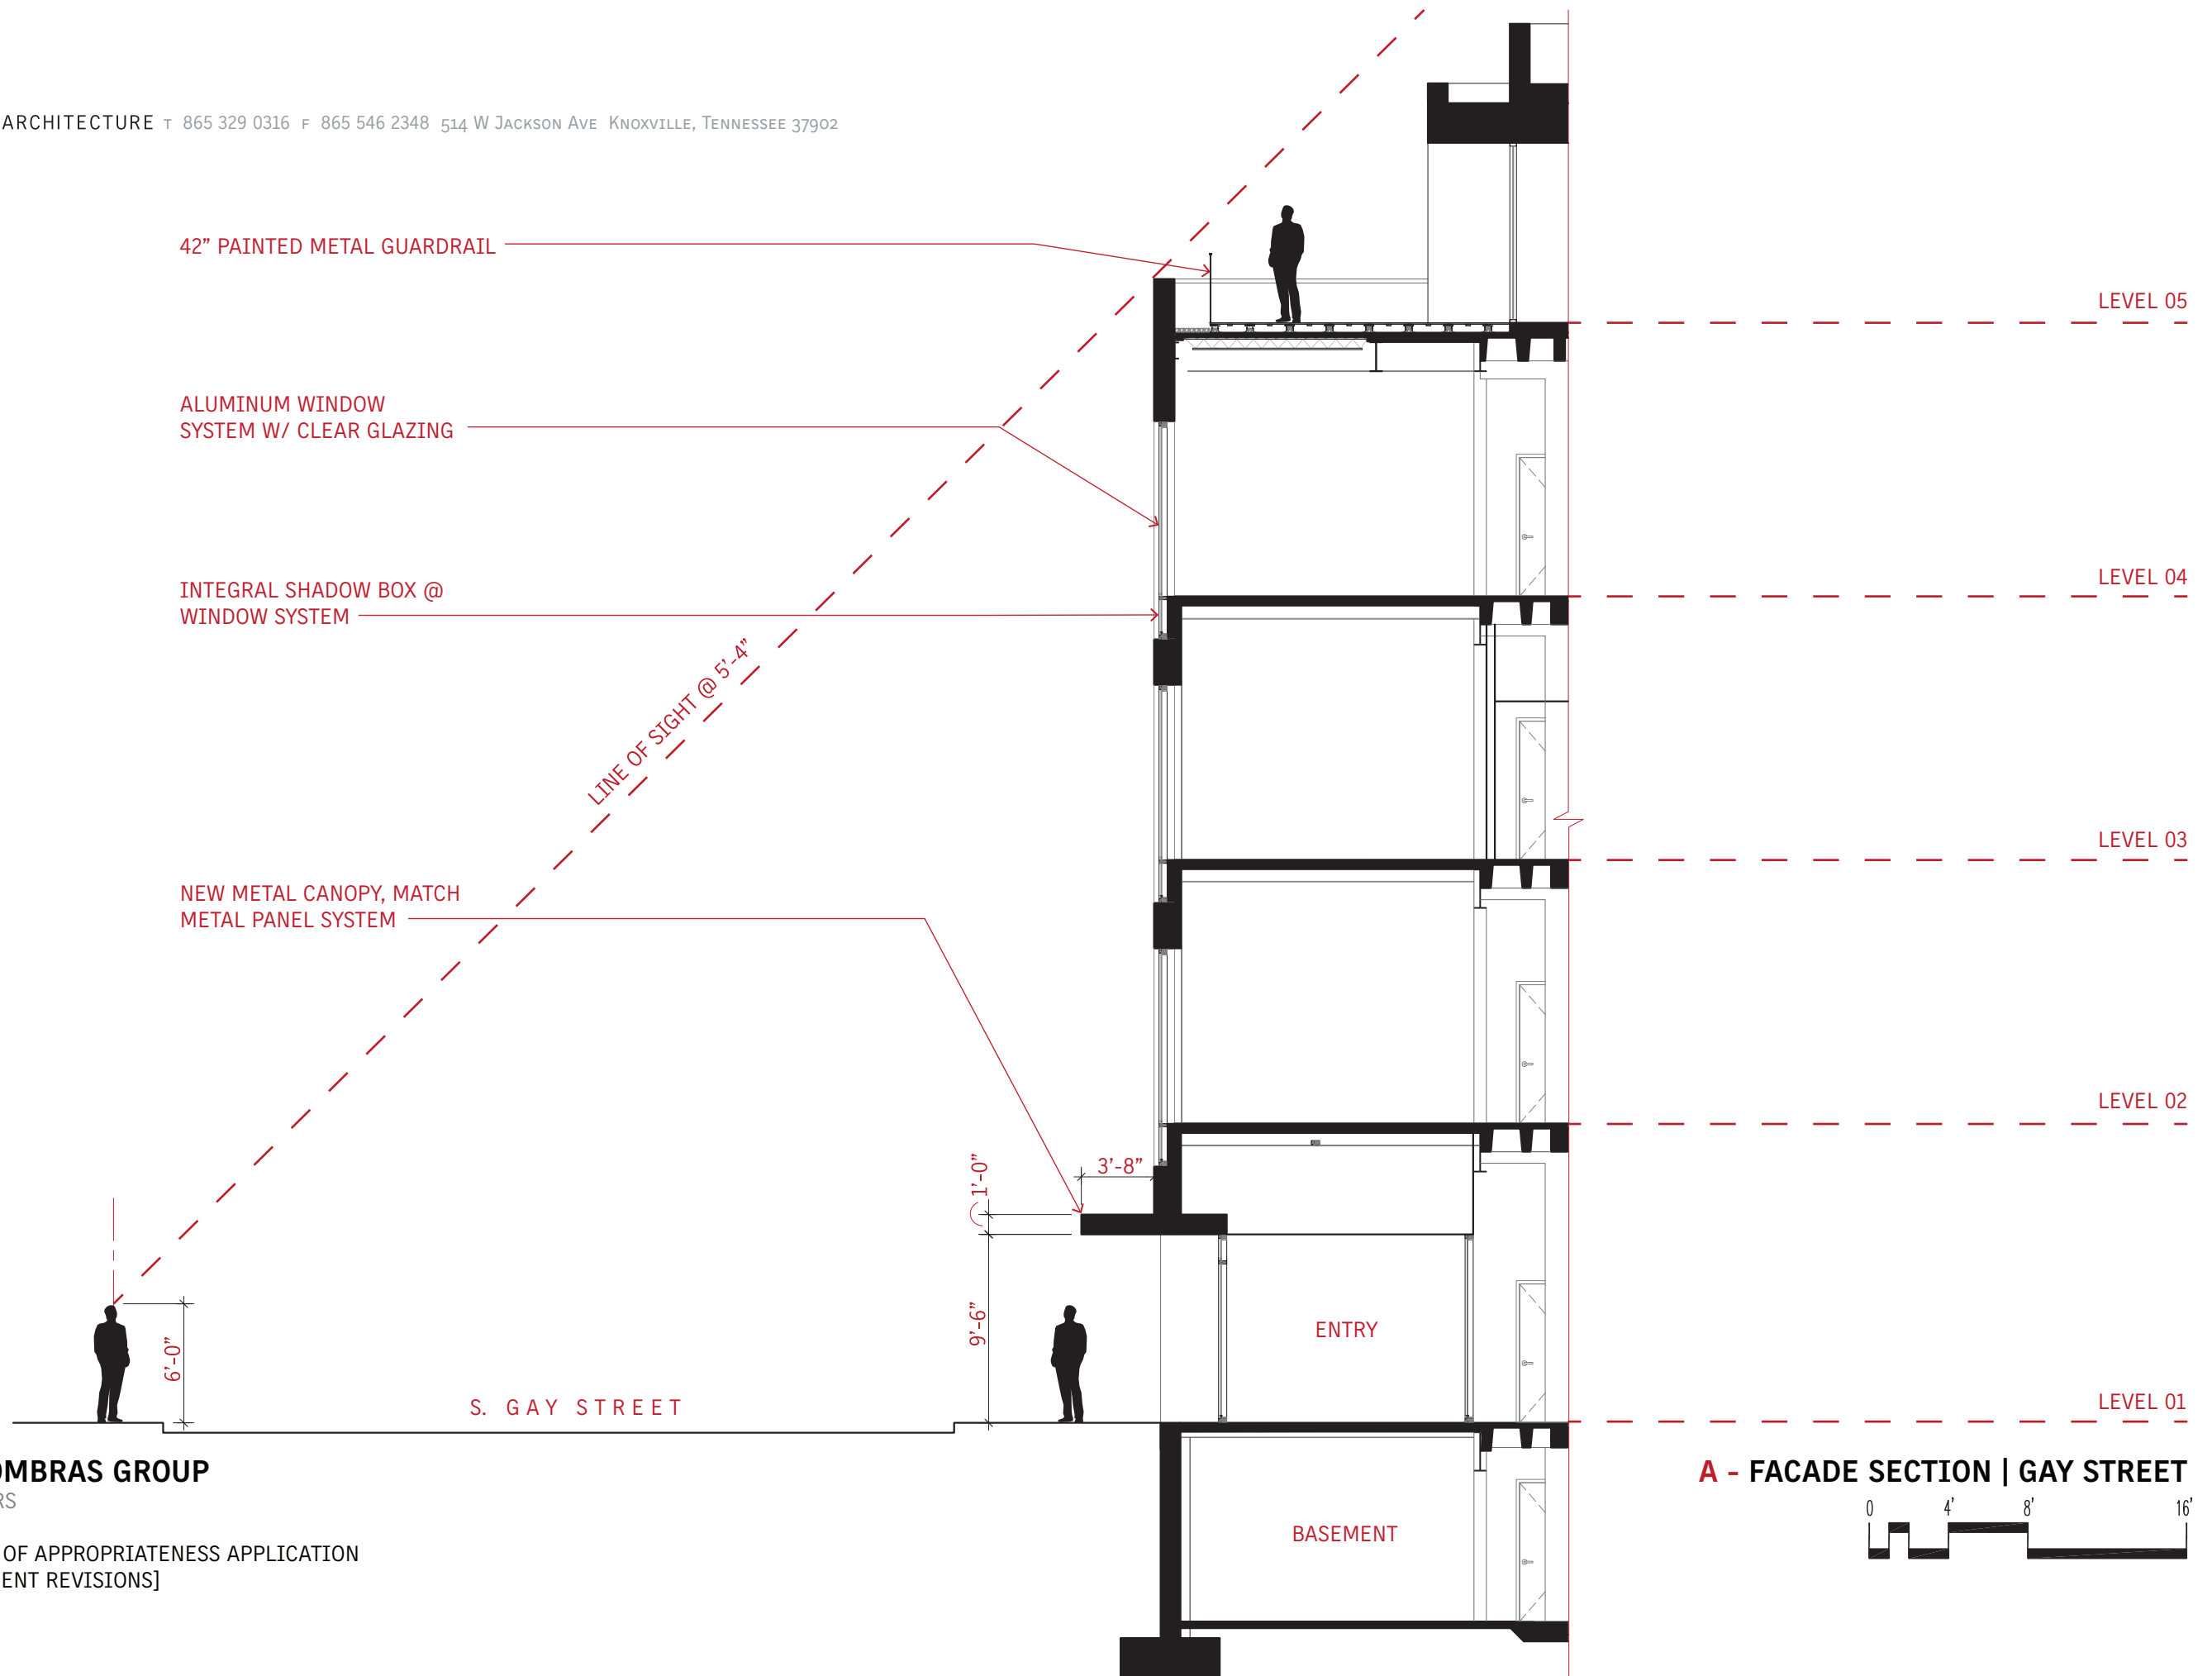 ARCHITECTURE T 865 329 0316 F 865 546 2348 514 W JACKSON AVE KNOXVILLE, TENNESSEE 37902
42” PAINTED METAL GUARDRAIL
LEVEL 05
ALUMINUM WINDOW
SYSTEM W/ CLEAR GLAZING
LEVEL 04
INTEGRAL SHADOW BOX @
WINDOW SYSTEM
LINE OF SIGHT @ 5’-4”
LEVEL 03
NEW METAL CANOPY, MATCH
METAL PANEL SYSTEM
LEVEL 02
3’-8”
1’-0”
9’-6”
6’-0”
ENTRY
S. GAY STREET
LEVEL 01
OMBRAS GROUP
RS
OF APPROPRIATENESS APPLICATION
ENT REVISIONS]
BASEMENT
A - FACADE SECTION | GAY STREET
0 4' 8' 16'